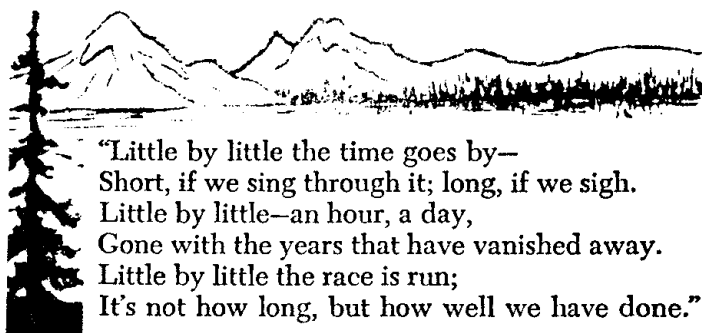 “Little by little the time goes by—
Short, if we sing through it; long, if we sigh.
Little by little—an hour, a day,
Gone with the years that have vanished away.
Little by little the race is run;
It's not how long, but how well we have done.”